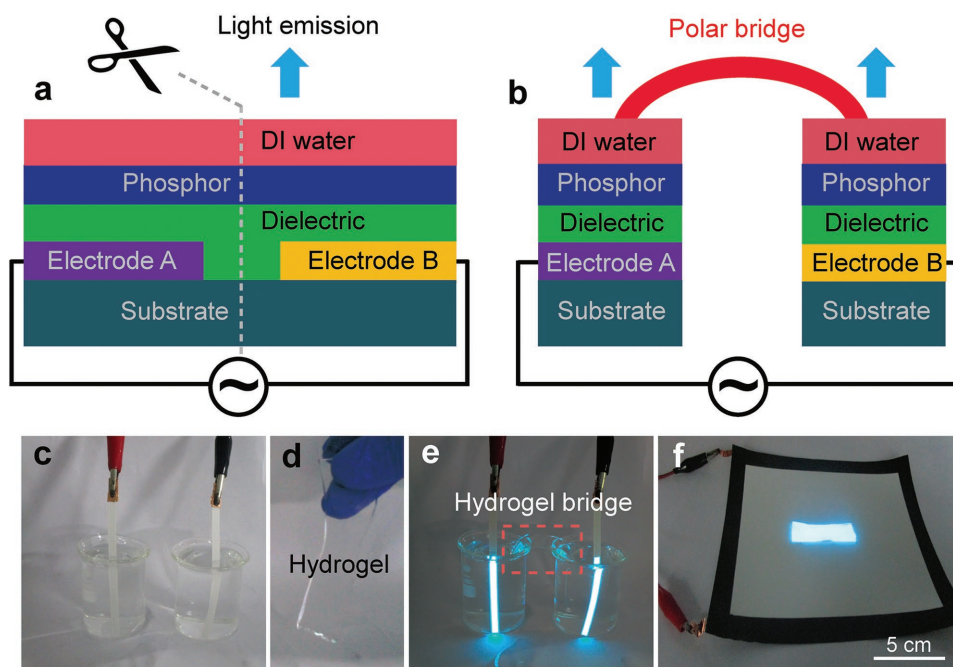 Light emission
Polar bridge
a
b
DI water
Phosphor
Dielectric
Electrode A
Electrode B
Substrate
DI water
DI water
Phosphor
Phosphor
Dielectric
Dielectric
Electrode A
Electrode B
Substrate
Substrate
~
~
c
d
e
f
Hydrogel bridge
Hydrogel
5 cm